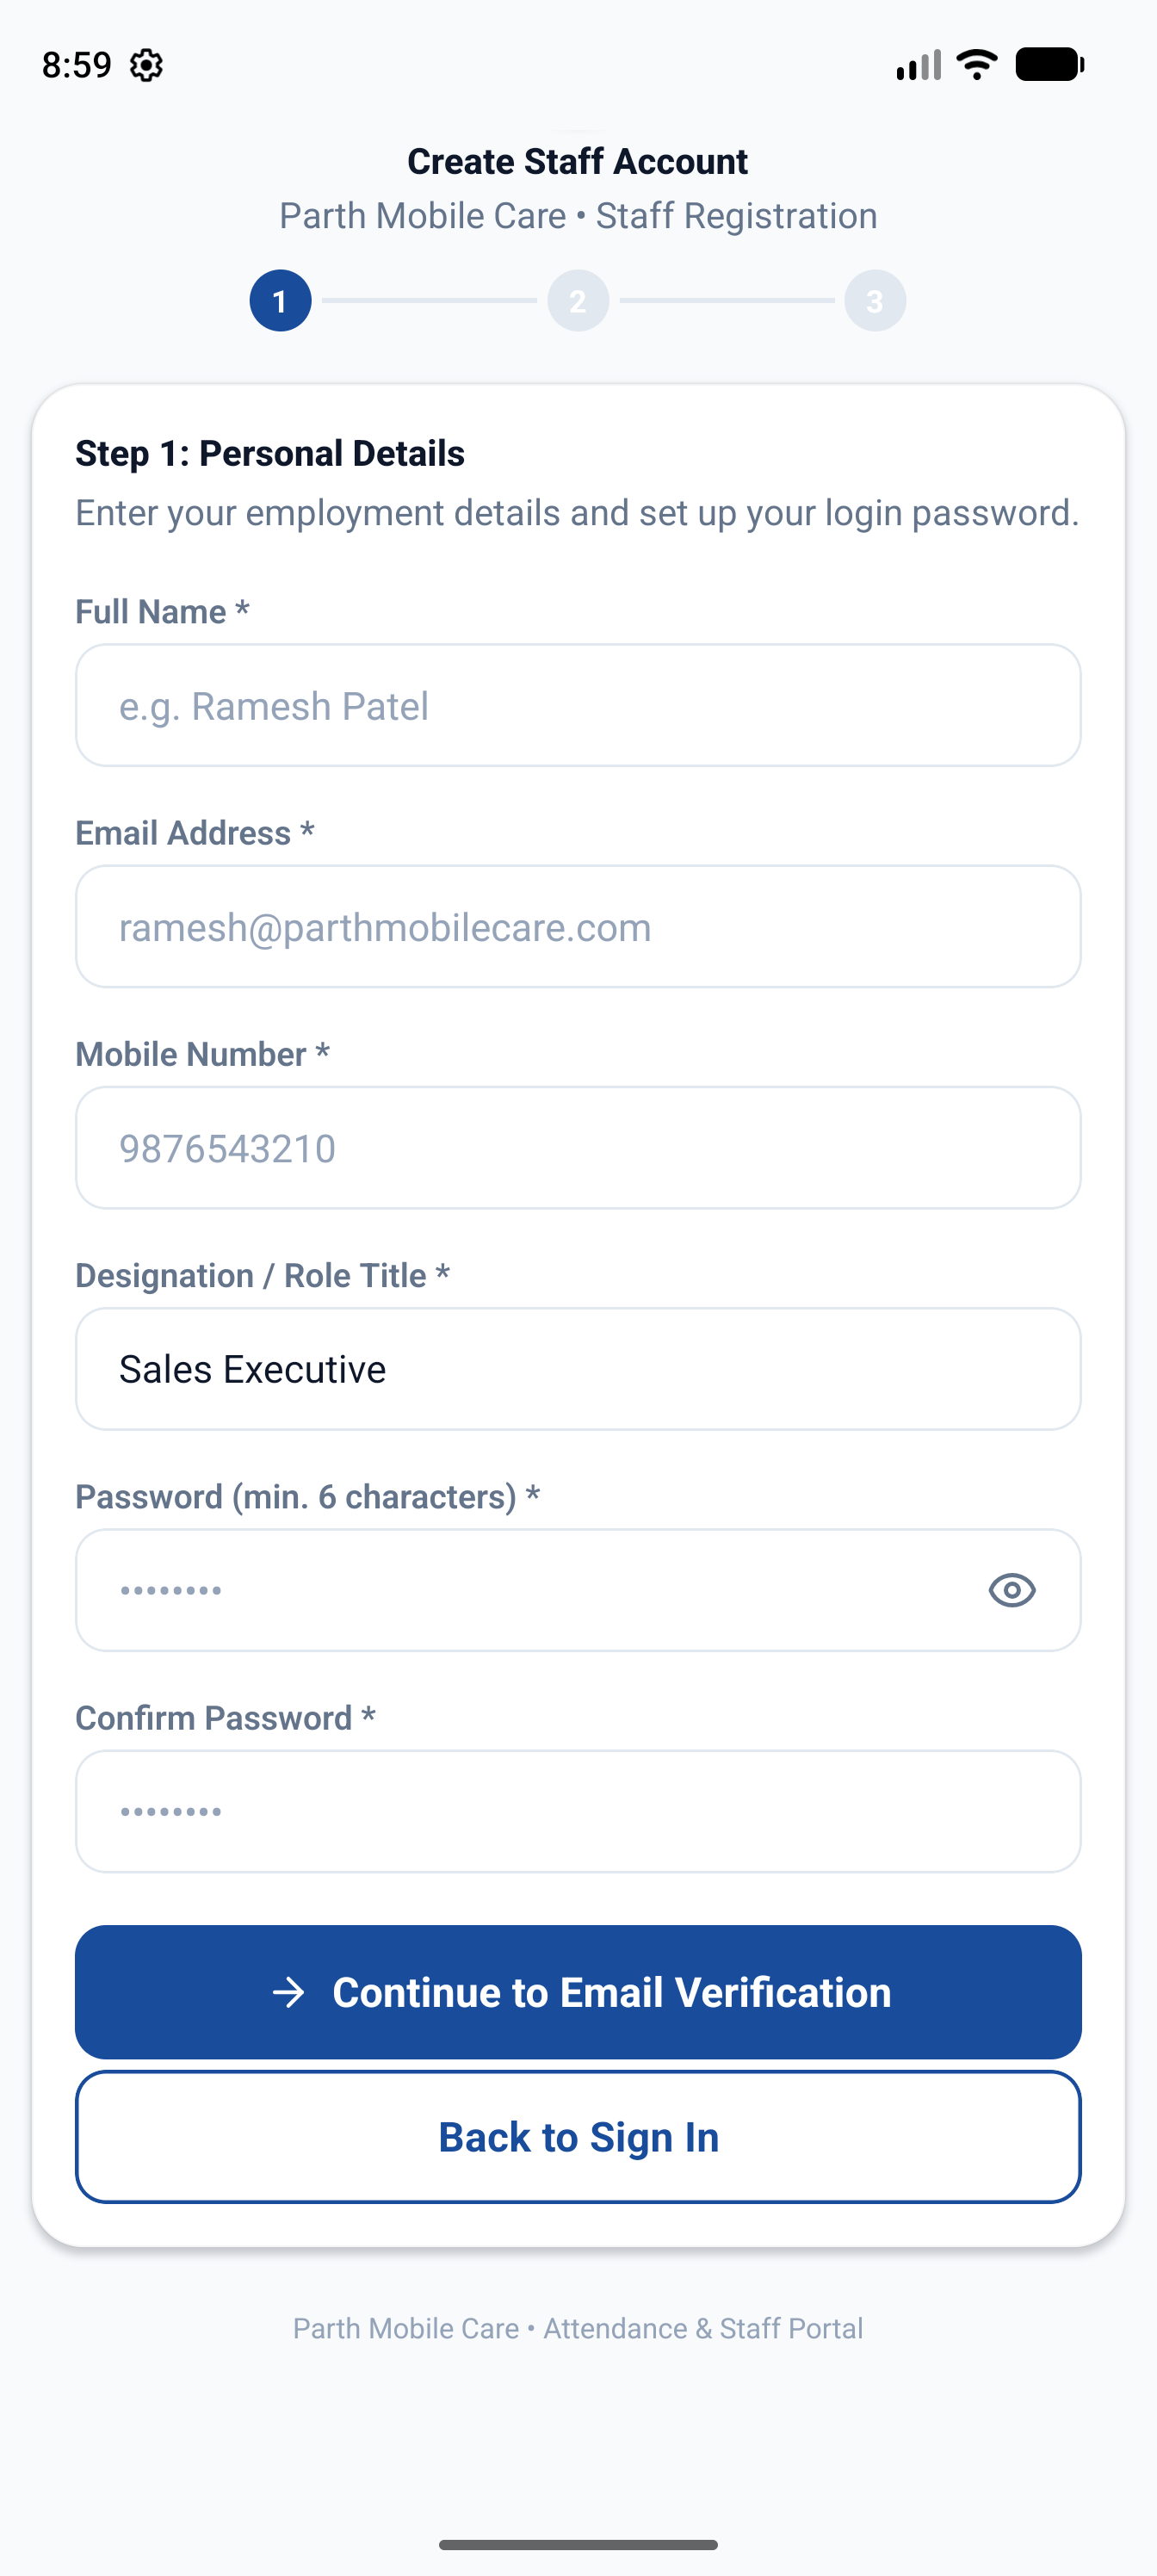 8:59
Create Staff Account
Parth Mobile Care • Staff Registration
1 2 3
Step 1: Personal Details
Enter your employment details and set up your login password.
Full Name *
e.g. Ramesh Patel
Email Address *
ramesh@parthmobilecare.com
Mobile Number *
9876543210
Designation / Role Title *
Sales Executive
Password (min. 6 characters) *
••••••••
Confirm Password *
••••••••
→ Continue to Email Verification
Back to Sign In
Parth Mobile Care • Attendance & Staff Portal